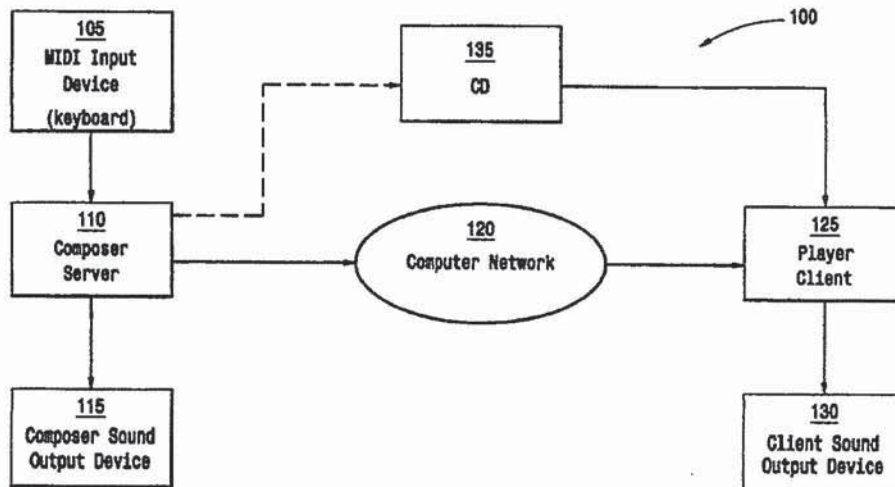 100
105
MIDI Input
Device
(keyboard)
135
CD
110
Composer
Server
120
Computer Network
125
Player
Client
115
Composer Sound
Output Device
130
Client Sound
Output Device